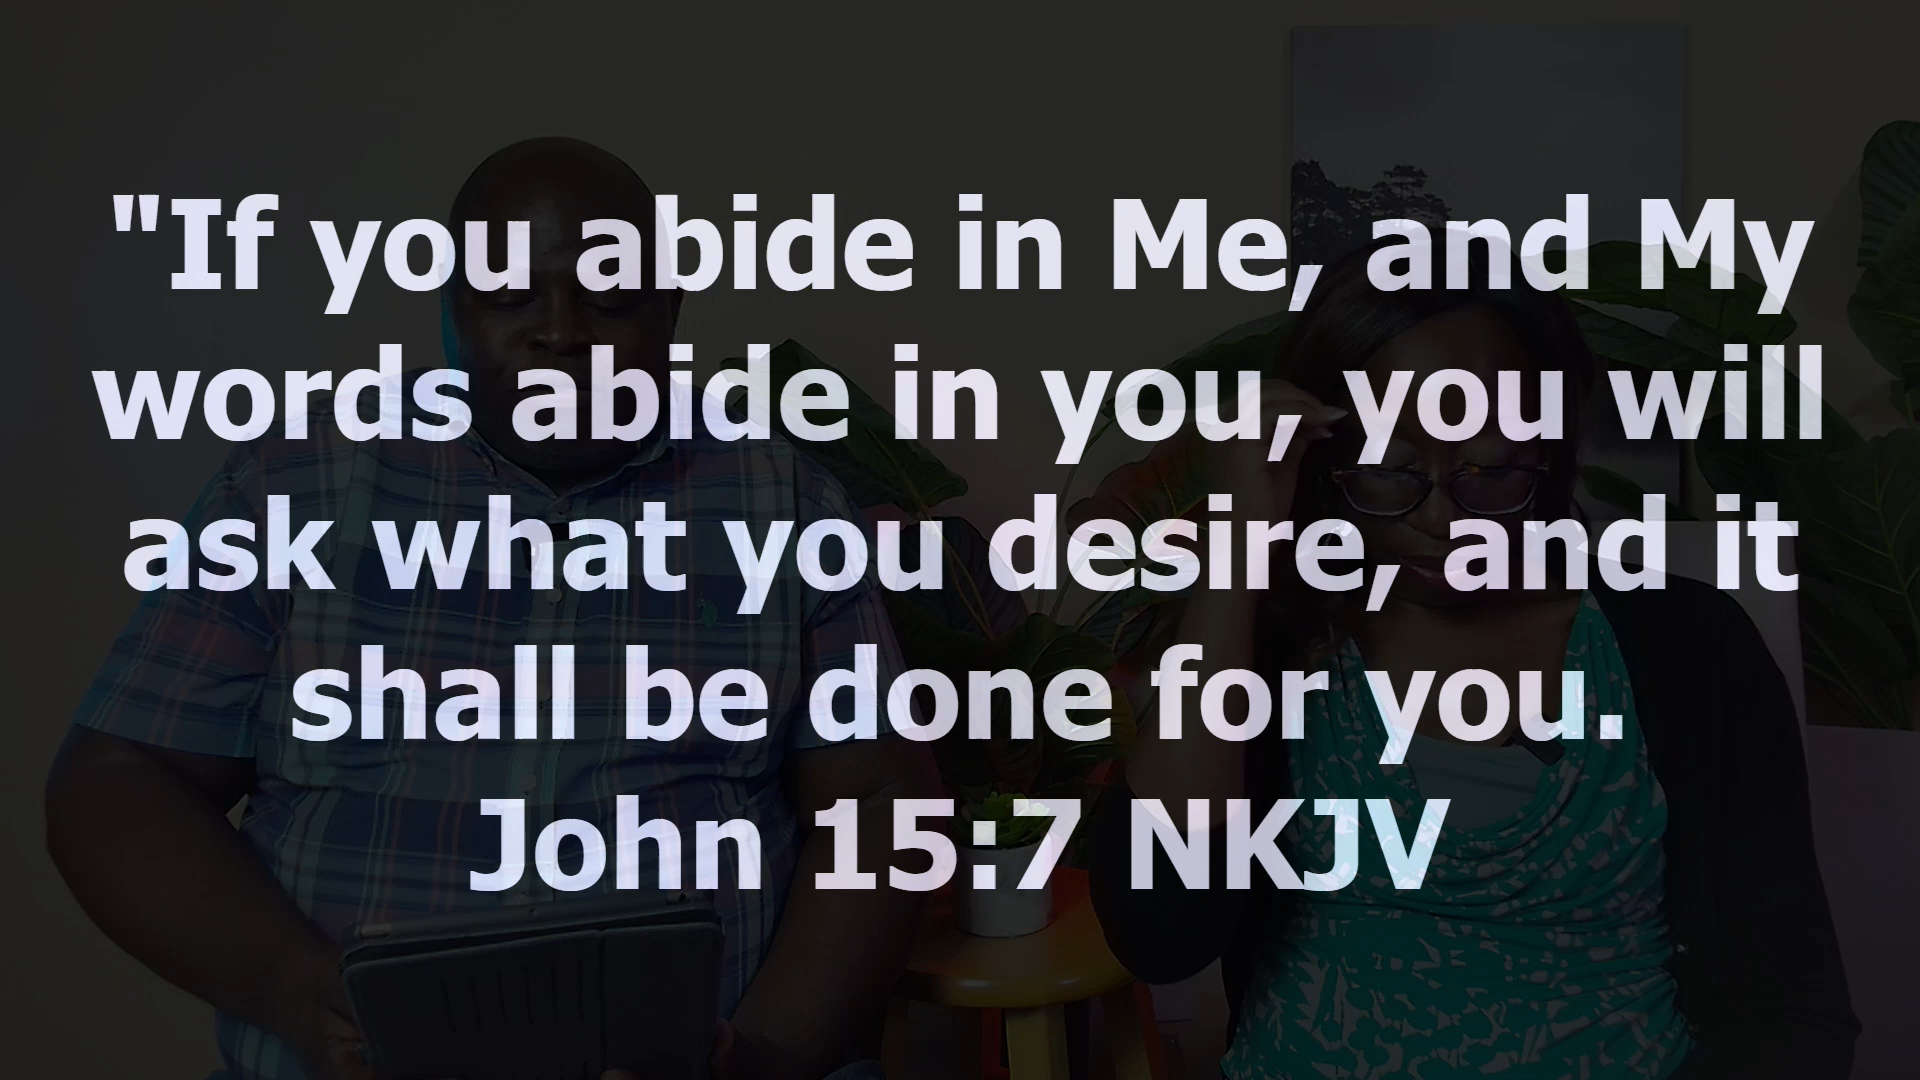 "If you abide in Me, and My
words abide in you, you will
ask what you desire, and it
shall be done for you.
John 15:7 NKJV